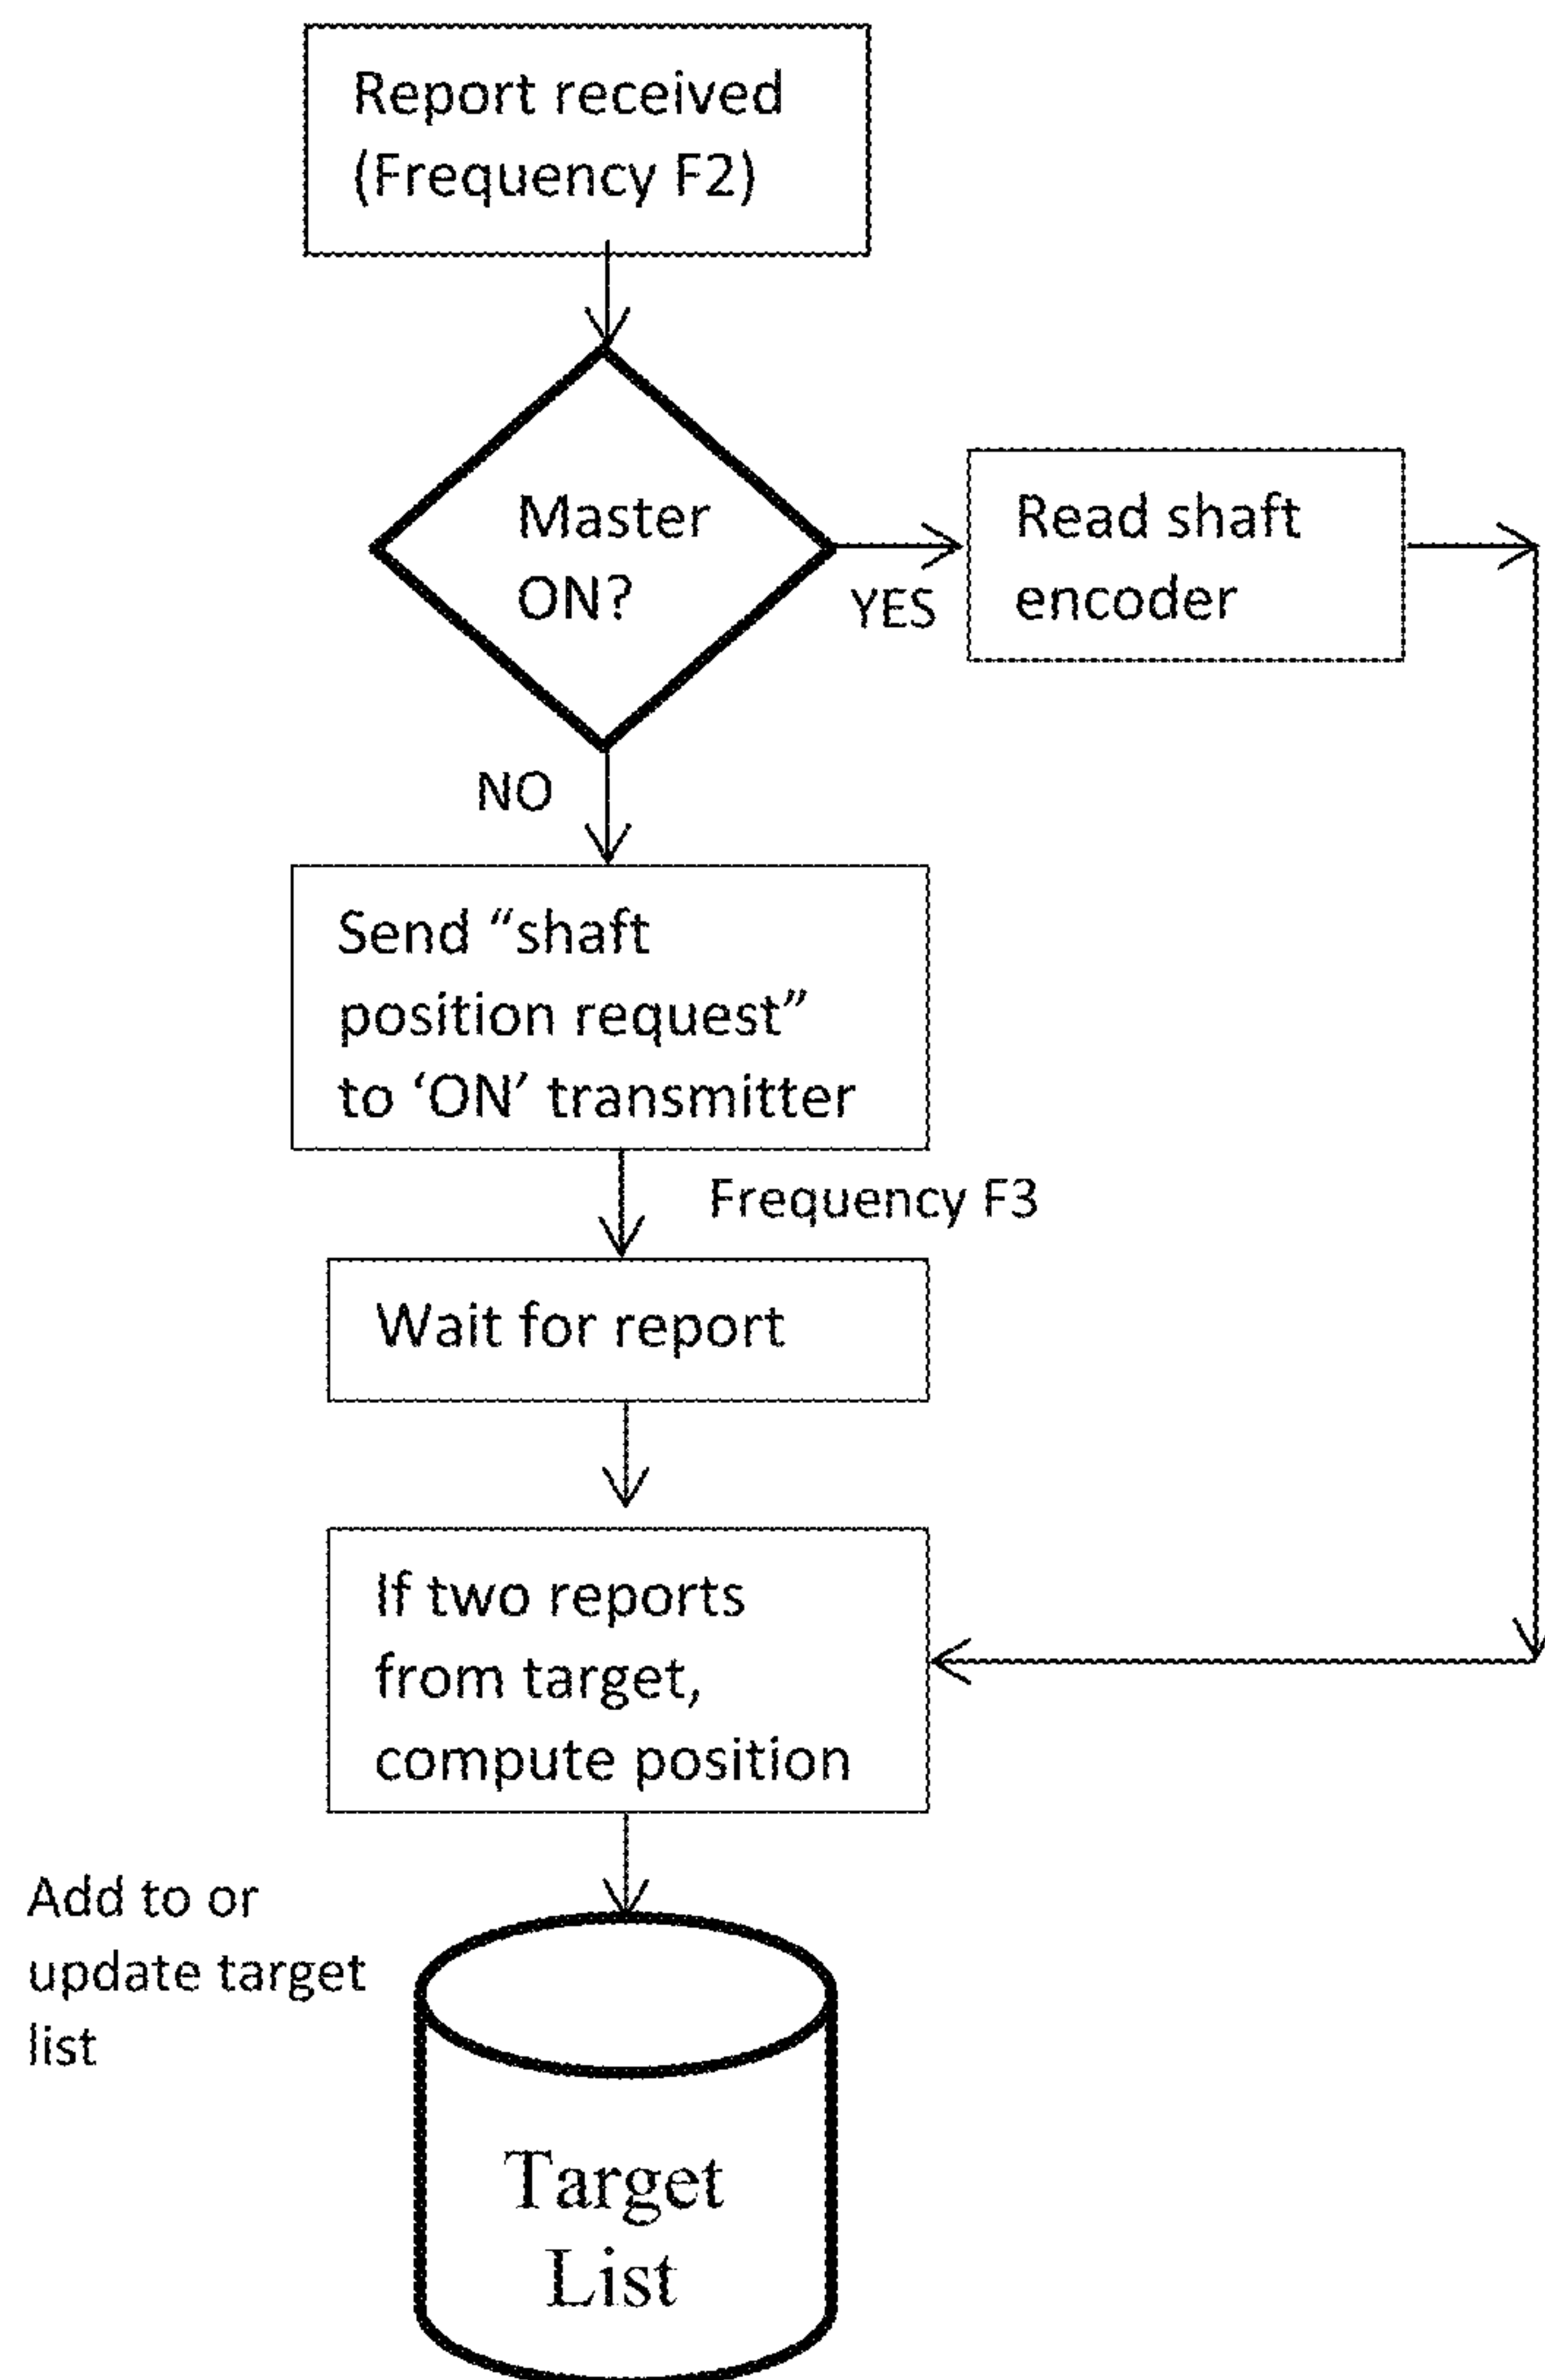 Report received
(Frequency F2)
Master
ON?
YES
Read shaft
encoder
NO
Send “shaft
position request”
to ‘ON’ transmitter
Frequency F3
Wait for report
If two reports
from target,
compute position
Add to or
update target
list
Target
List